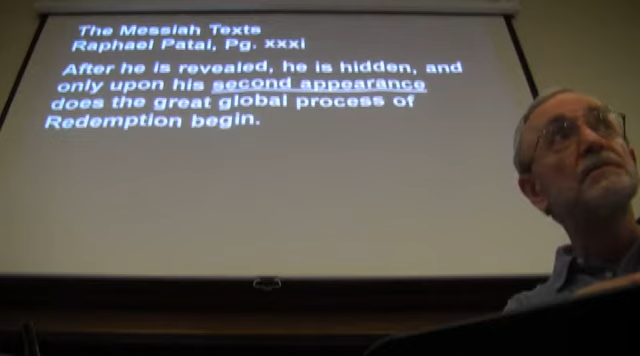 The Messiah Texts
Raphael Patai, Pg. xxxi
After he is revealed, he is hidden, and
only upon his second appearance
does the great global process of
Redemption begin.